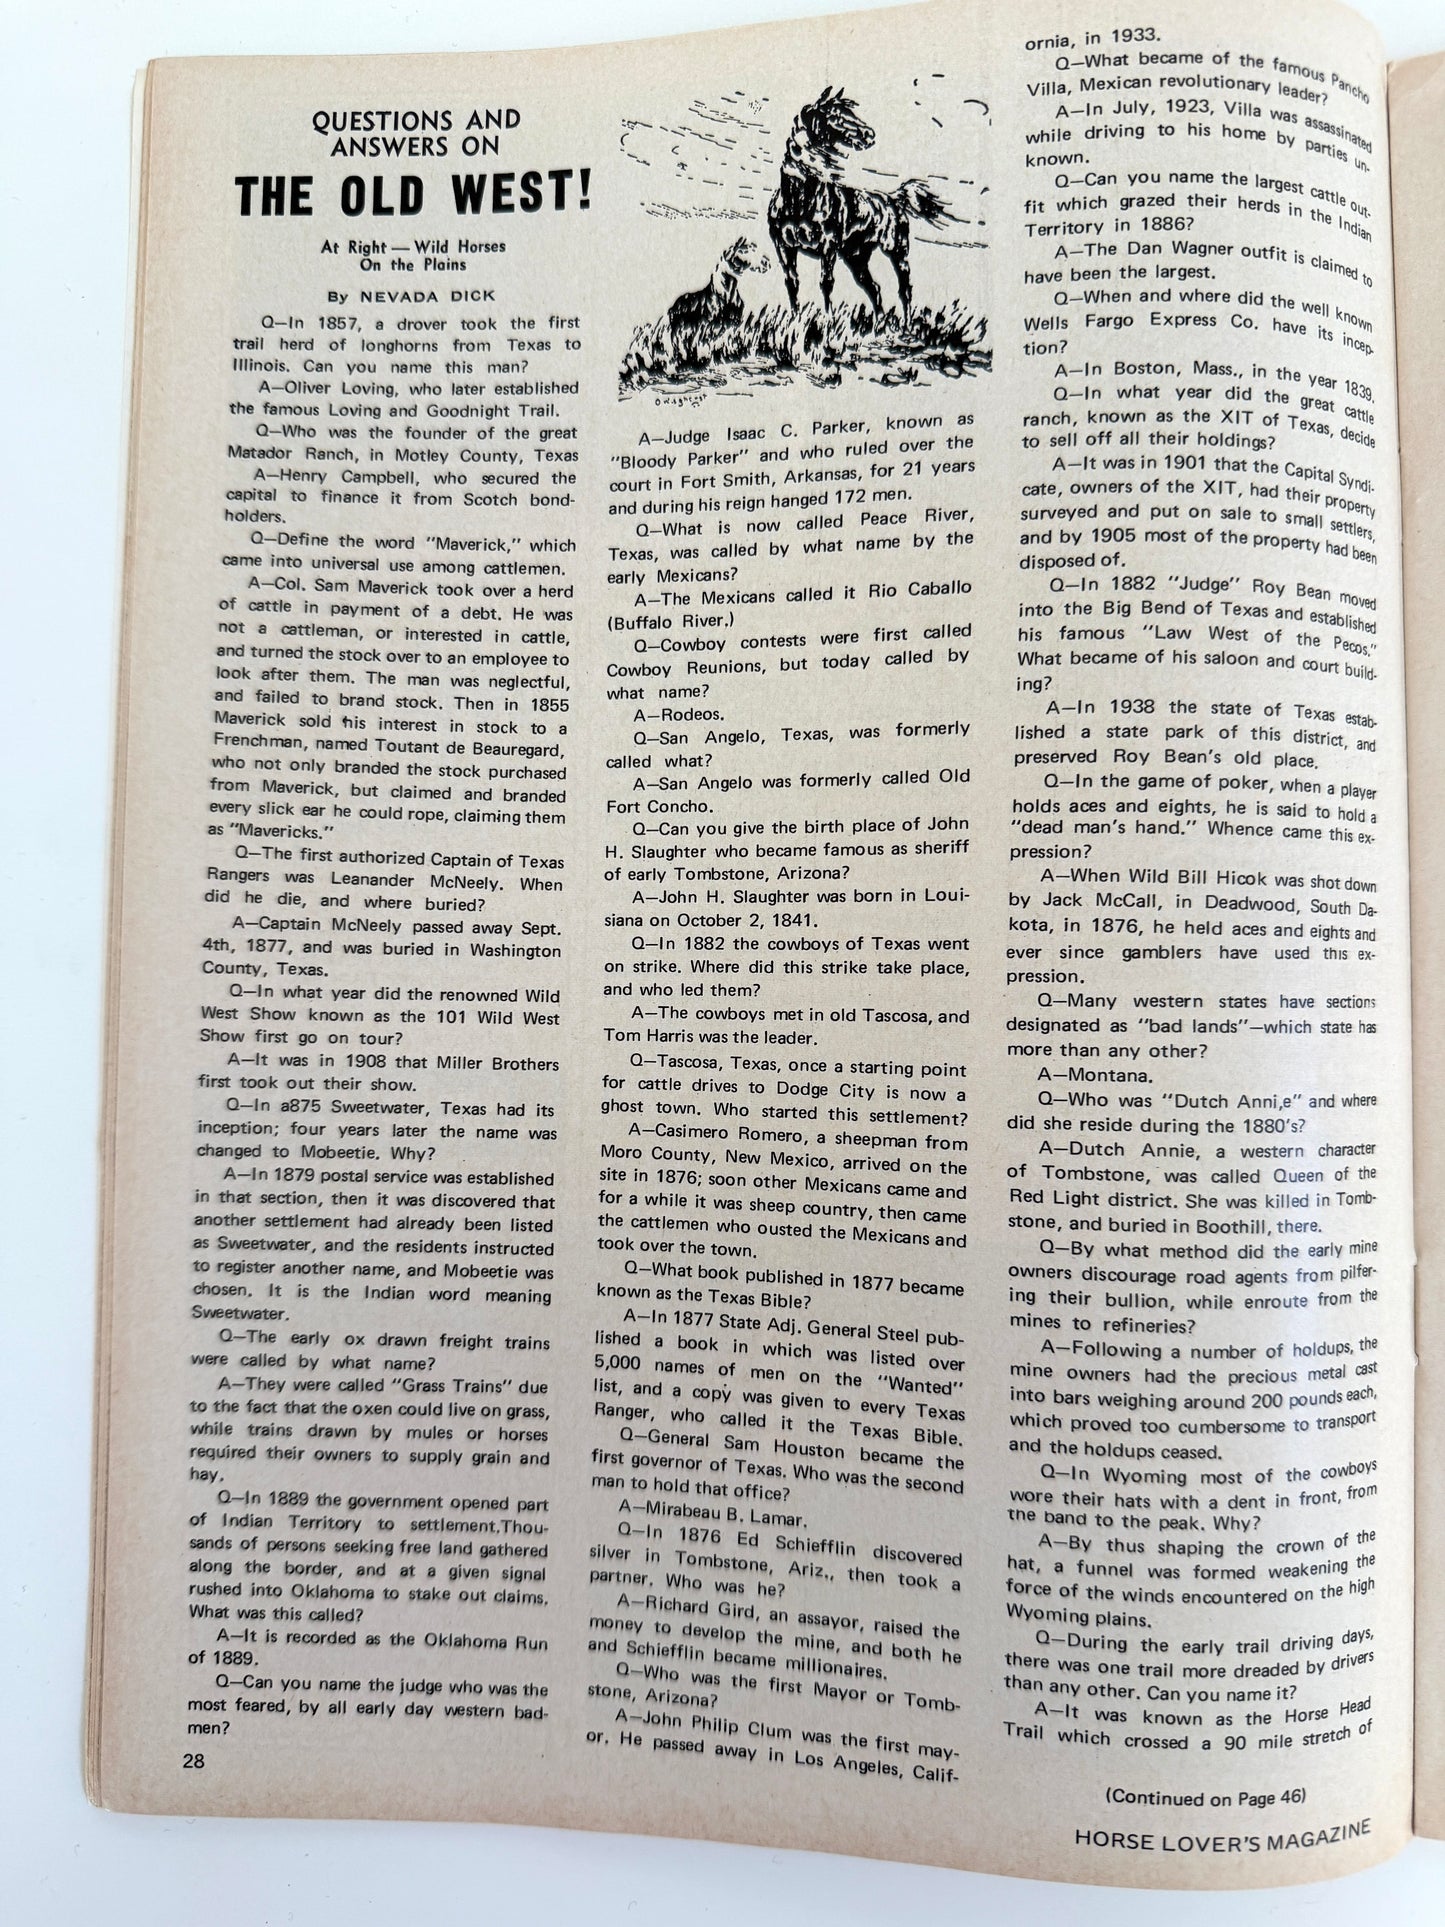 QUESTIONS AND
ANSWERS ON
THE OLD WEST!
At Right — Wild Horses
On the Plains
By NEVADA DICK
Q—In 1857, a drover took the first
trail herd of longhorns from Texas to
Illinois. Can you name this man?
A—Oliver Loving, who later established
the famous Loving and Goodnight Trail.
Q—Who was the founder of the great
Matador Ranch, in Motley County, Texas
A—Henry Campbell, who secured the
capital to finance it from Scotch bond-
holders.
Q—Define the word "Maverick," which
came into universal use among cattlemen.
A—Col. Sam Maverick took over a herd
of cattle in payment of a debt. He was
not a cattleman, or interested in cattle,
and turned the stock over to an employee to
look after them. The man was neglectful,
and failed to brand stock. Then in 1855
Maverick sold his interest in stock to a
Frenchman, named Toutant de Beauregard,
who not only branded the stock purchased
from Maverick, but claimed and branded
every slick ear he could rope, claiming them
as "Mavericks."
Q—The first authorized Captain of Texas
Rangers was Leanander McNeely. When
did he die, and where buried?
A—Captain McNeely passed away Sept.
4th, 1877, and was buried in Washington
County, Texas.
Q—In what year did the renowned Wild
West Show known as the 101 Wild West
Show first go on tour?
A—It was in 1908 that Miller Brothers
first took out their show.
Q—In a875 Sweetwater, Texas had its
inception; four years later the name was
changed to Mobeetie. Why?
A—In 1879 postal service was established
in that section, then it was discovered that
another settlement had already been listed
as Sweetwater, and the residents instructed
to register another name, and Mobeetie was
chosen. It is the Indian word meaning
Sweetwater.
Q—The early ox drawn freight trains
were called by what name?
A—They were called "Grass Trains" due
to the fact that the oxen could live on grass,
while trains drawn by mules or horses
required their owners to supply grain and
hay.
Q—In 1889 the government opened part
of Indian Territory to settlement.Thou-
sands of persons seeking free land gathered
along the border, and at a given signal
rushed into Oklahoma to stake out claims.
What was this called?
A—It is recorded as the Oklahoma Run
of 1889.
Q—Can you name the judge who was the
most feared, by all early day western bad-
men?
28
A—Judge Isaac C. Parker, known as
"Bloody Parker" and who ruled over the
court in Fort Smith, Arkansas, for 21 years
and during his reign hanged 172 men.
Q—What is now called Peace River,
Texas, was called by what name by the
early Mexicans?
A—The Mexicans called it Rio Caballo
(Buffalo River.)
Q—Cowboy contests were first called
Cowboy Reunions, but today called by
what name?
A—Rodeos.
Q—San Angelo, Texas, was formerly
called what?
A—San Angelo was formerly called Old
Fort Concho.
Q—Can you give the birth place of John
H. Slaughter who became famous as sheriff
of early Tombstone, Arizona?
A—John H. Slaughter was born in Loui-
siana on October 2, 1841.
Q—In 1882 the cowboys of Texas went
on strike. Where did this strike take place,
and who led them?
A—The cowboys met in old Tascosa, and
Tom Harris was the leader.
Q—Tascosa, Texas, once a starting point
for cattle drives to Dodge City is now a
ghost town. Who started this settlement?
A—Casimero Romero, a sheepman from
Moro County, New Mexico, arrived on the
site in 1876; soon other Mexicans came and
for a while it was sheep country, then came
the cattlemen who ousted the Mexicans and
took over the town.
Q—What book published in 1877 became
known as the Texas Bible?
A—In 1877 State Adj. General Steel pub-
lished a book in which was listed over
5,000 names of men on the "Wanted"
list, and a copy was given to every Texas
Ranger, who called it the Texas Bible.
Q—General Sam Houston became the
first governor of Texas. Who was the second
man to hold that office?
A—Mirabeau B. Lamar.
Q—In 1876 Ed Schiefflin discovered
silver in Tombstone, Ariz., then took a
partner. Who was he?
A—Richard Gird, an assayor, raised the
money to develop the mine, and both he
and Schiefflin became millionaires.
Q—Who was the first Mayor or Tomb-
stone, Arizona?
A—John Philip Clum was the first may-
or. He passed away in Los Angeles, Calif-
ornia, in 1933.
Q—What became of the famous Pancho
Villa, Mexican revolutionary leader?
A—In July, 1923, Villa was assassinated
while driving to his home by parties un-
known.
Q—Can you name the largest cattle out-
fit which grazed their herds in the Indian
Territory in 1886?
A—The Dan Wagner outfit is claimed to
have been the largest.
Q—When and where did the well known
Wells Fargo Express Co. have its incep-
tion?
A—In Boston, Mass., in the year 1839.
Q—In what year did the great cattle
ranch, known as the XIT of Texas, decide
to sell off all their holdings?
A—It was in 1901 that the Capital Syndi-
cate, owners of the XIT, had their property
surveyed and put on sale to small settlers,
and by 1905 most of the property had been
disposed of.
Q—In 1882 "Judge" Roy Bean moved
into the Big Bend of Texas and established
his famous "Law West of the Pecos."
What became of his saloon and court build-
ing?
A—In 1938 the state of Texas estab-
lished a state park of this district, and
preserved Roy Bean's old place.
Q—In the game of poker, when a player
holds aces and eights, he is said to hold a
"dead man's hand." Whence came this ex-
pression?
A—When Wild Bill Hicok was shot down
by Jack McCall, in Deadwood, South Da-
kota, in 1876, he held aces and eights and
ever since gamblers have used this ex-
pression.
Q—Many western states have sections
designated as "bad lands"—which state has
more than any other?
A—Montana.
Q—Who was "Dutch Anni,e" and where
did she reside during the 1880's?
A—Dutch Annie, a western character
of Tombstone, was called Queen of the
Red Light district. She was killed in Tomb-
stone, and buried in Boothill, there.
Q—By what method did the early mine
owners discourage road agents from pilfer-
ing their bullion, while enroute from the
mines to refineries?
A—Following a number of holdups, the
mine owners had the precious metal cast
into bars weighing around 200 pounds each,
which proved too cumbersome to transport
and the holdups ceased.
Q—In Wyoming most of the cowboys
wore their hats with a dent in front, from
the band to the peak. Why?
A—By thus shaping the crown of the
hat, a funnel was formed weakening the
force of the winds encountered on the high
Wyoming plains.
Q—During the early trail driving days,
there was one trail more dreaded by drivers
than any other. Can you name it?
A—It was known as the Horse Head
Trail which crossed a 90 mile stretch of
(Continued on Page 46)
HORSE LOVER'S MAGAZINE